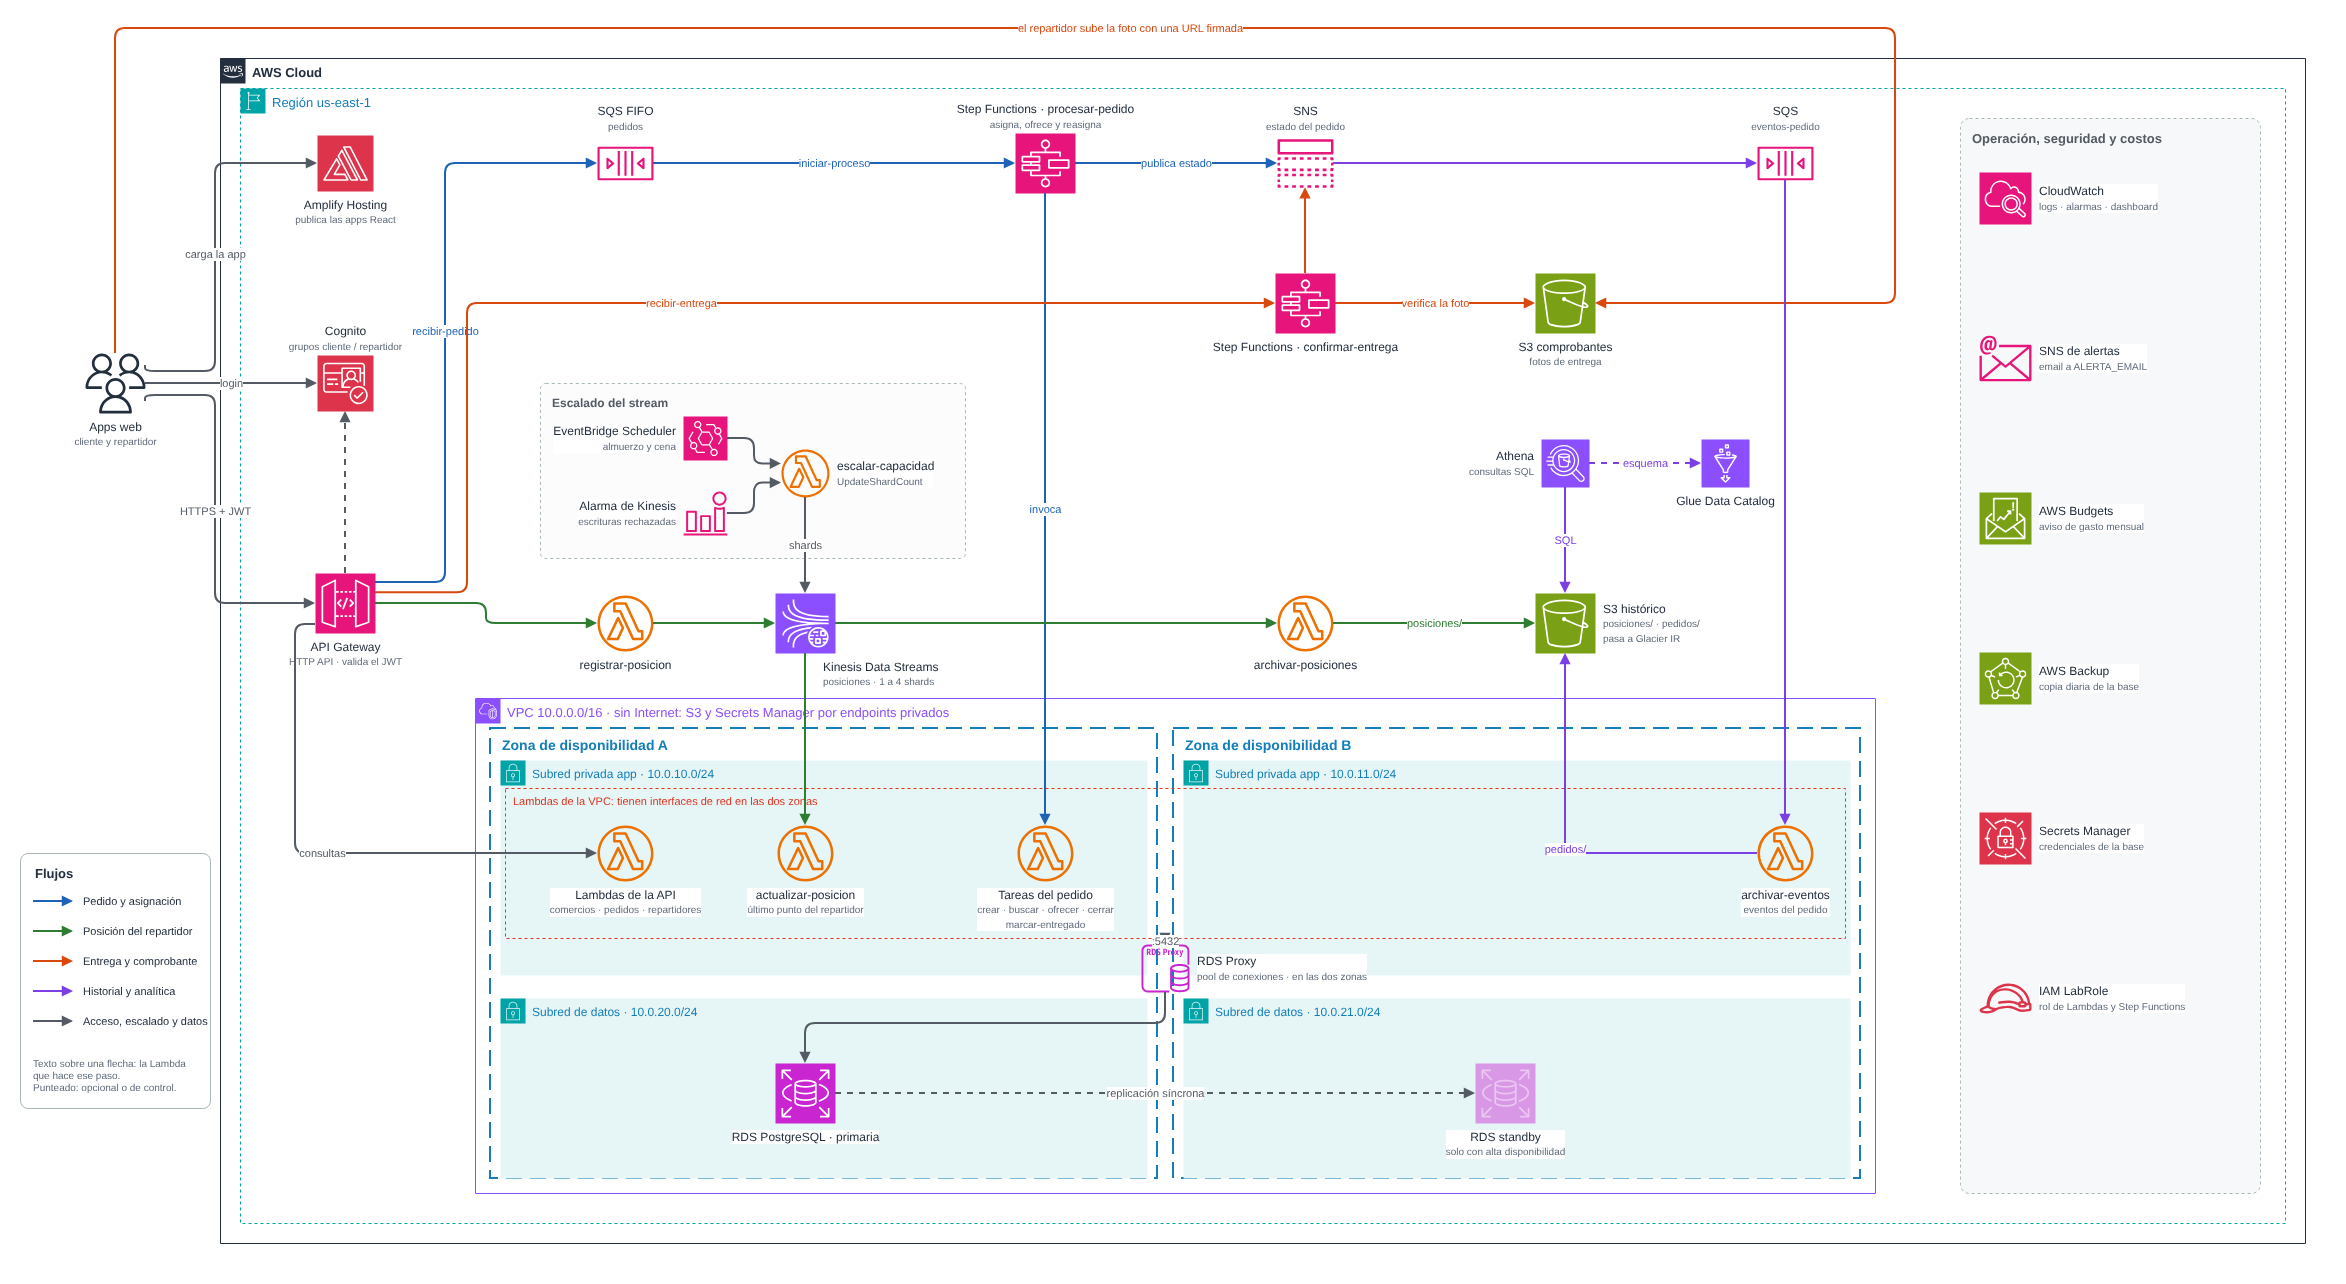 el repartidor sube la foto con una URL firmada
aws
AWS Cloud
Región us-east-1
SQS FIFO
pedidos
Step Functions · procesar-pedido
asigna, ofrece y reasigna
SNS
estado del pedido
SQS
eventos-pedido
iniciar-proceso
publica estado
Amplify Hosting
publica las apps React
carga la app
recibir-entrega
verifica la foto
recibir-pedido
Cognito
grupos cliente / repartidor
login
Step Functions · confirmar-entrega
S3 comprobantes
fotos de entrega
Apps web
cliente y repartidor
HTTPS + JWT
Escalado del stream
EventBridge Scheduler
almuerzo y cena
escalar-capacidad
UpdateShardCount
Alarma de Kinesis
escrituras rechazadas
shards
invoca
Athena
consultas SQL
esquema
Glue Data Catalog
SQL
API Gateway
HTTP API · valida el JWT
registrar-posicion
Kinesis Data Streams
posiciones · 1 a 4 shards
archivar-posiciones
posiciones/
S3 histórico
posiciones/ · pedidos/
pasa a Glacier IR
VPC 10.0.0.0/16 · sin Internet: S3 y Secrets Manager por endpoints privados
Zona de disponibilidad A
Subred privada app · 10.0.10.0/24
Lambdas de la VPC: tienen interfaces de red en las dos zonas
Zona de disponibilidad B
Subred privada app · 10.0.11.0/24
consultas
Lambdas de la API
comercios · pedidos · repartidores
actualizar-posicion
último punto del repartidor
Tareas del pedido
crear · buscar · ofrecer · cerrar
marcar-entregado
pedidos/
archivar-eventos
eventos del pedido
:5432
RDS Proxy
RDS Proxy
pool de conexiones · en las dos zonas
Subred de datos · 10.0.20.0/24
Subred de datos · 10.0.21.0/24
replicación síncrona
RDS PostgreSQL · primaria
RDS standby
solo con alta disponibilidad
Operación, seguridad y costos
CloudWatch
logs · alarmas · dashboard
@
SNS de alertas
email a ALERTA_EMAIL
AWS Budgets
aviso de gasto mensual
AWS Backup
copia diaria de la base
Secrets Manager
credenciales de la base
IAM LabRole
rol de Lambdas y Step Functions
Flujos
Pedido y asignación
Posición del repartidor
Entrega y comprobante
Historial y analítica
Acceso, escalado y datos
Texto sobre una flecha: la Lambda
que hace ese paso.
Punteado: opcional o de control.